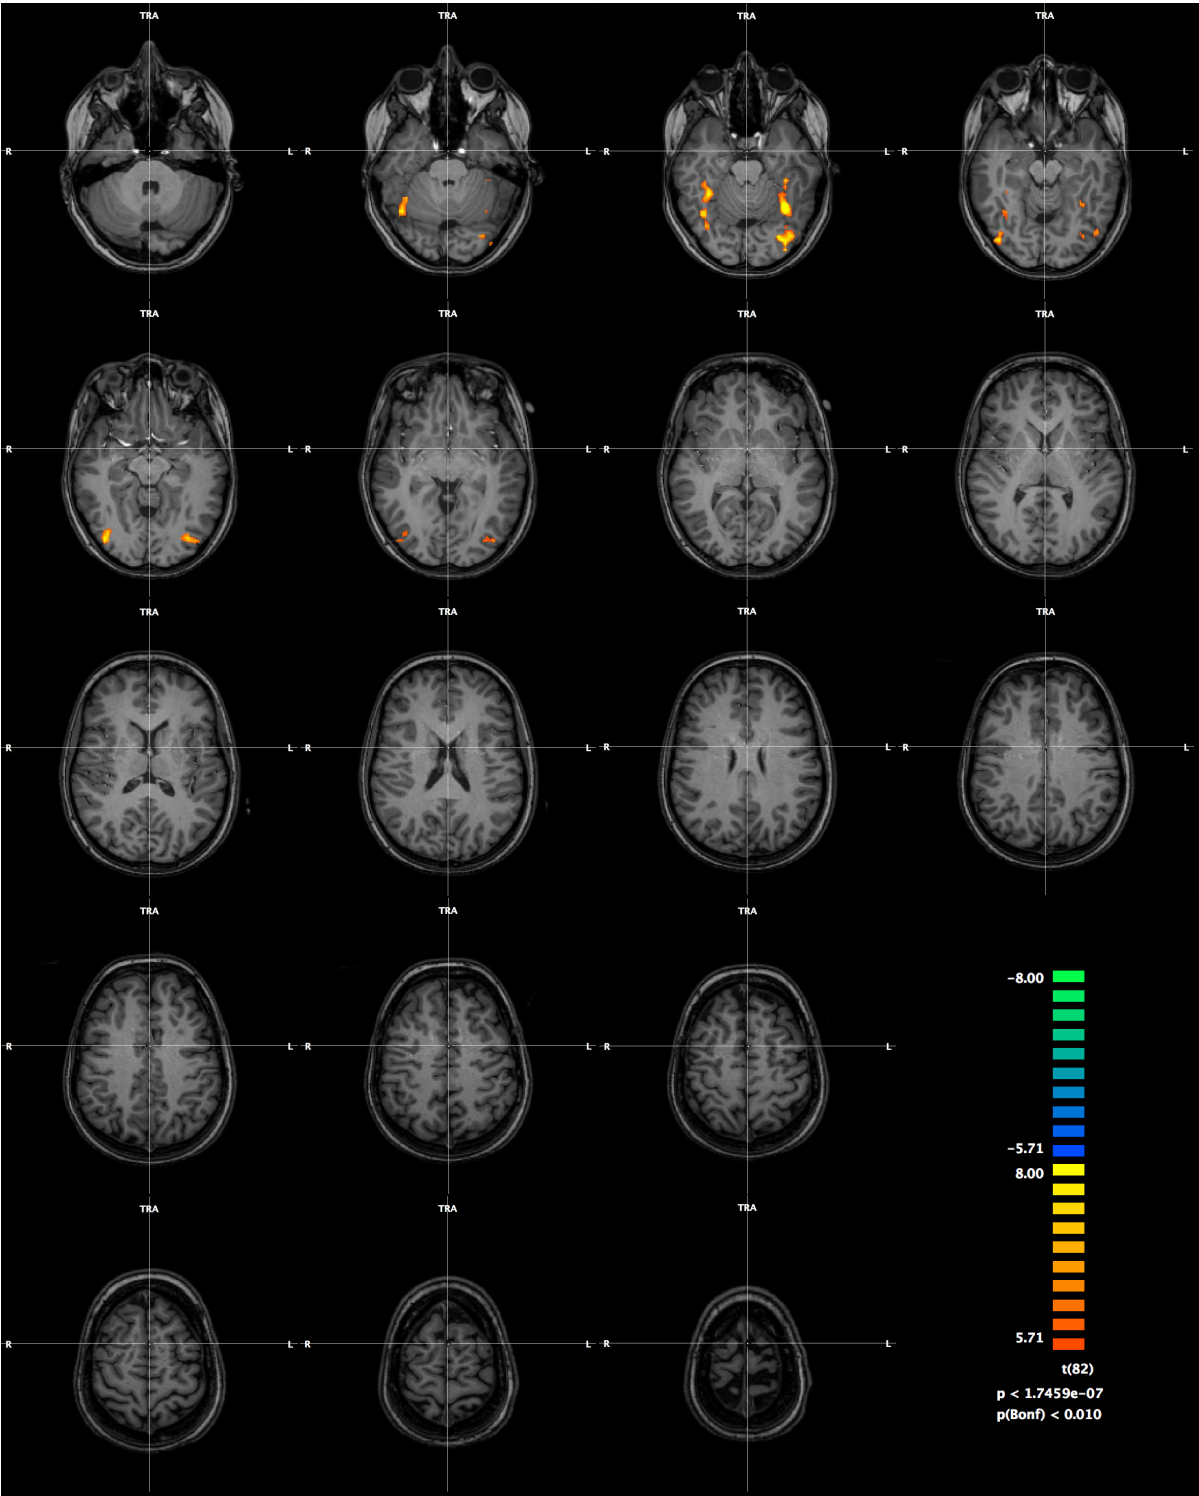 TRA TRA TRA TRA
R L R L R L R L
TRA TRA TRA TRA
R L R L R L R L
TRA TRA TRA TRA
R L R L R L R L
TRA TRA TRA
R L R L R L
TRA TRA TRA
R L R L R L
-8.00
-5.71
8.00
5.71
t(82)
p < 1.7459e-07
p(Bonf) < 0.010